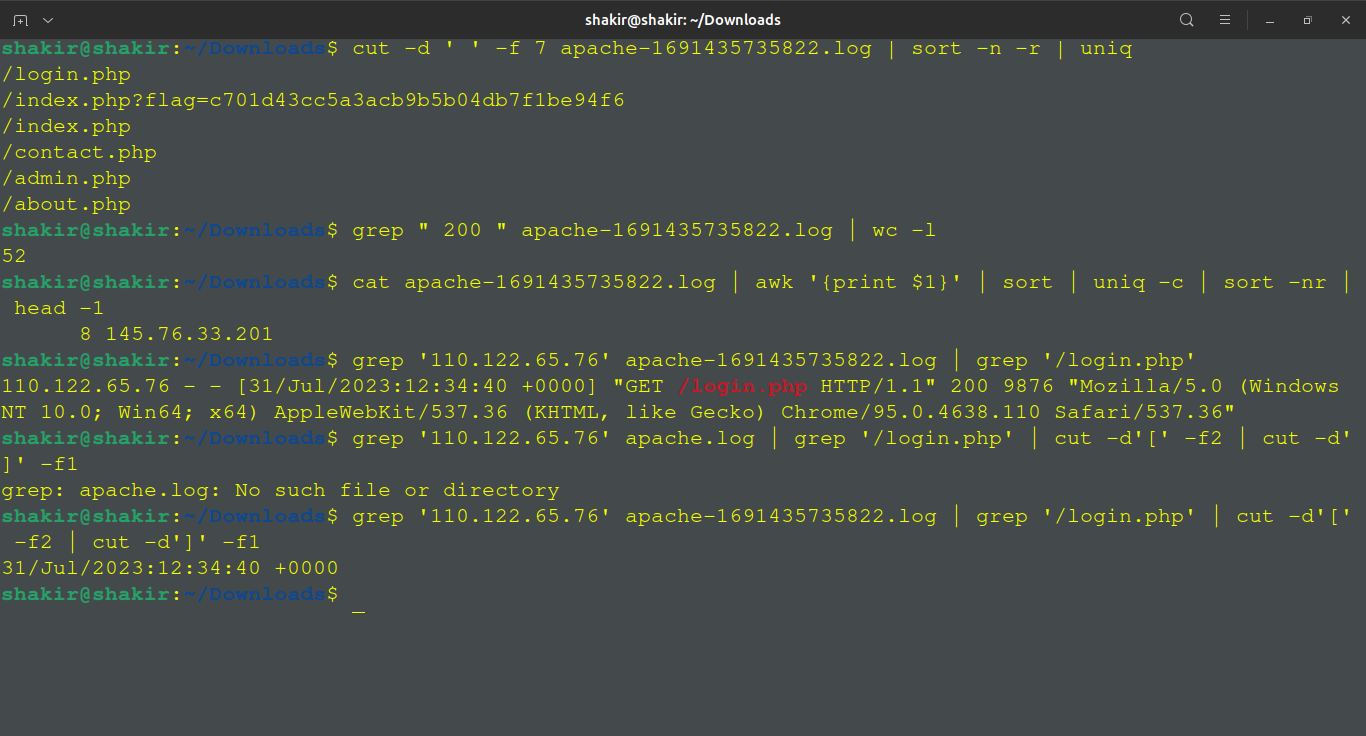 shakir@shakir: ~/Downloads
shakir@shakir:~/Downloads$ cut -d ' ' -f 7 apache-1691435735822.log | sort -n -r | uniq
/login.php
/index.php?flag=c701d43cc5a3acb9b5b04db7f1be94f6
/index.php
/contact.php
/admin.php
/about.php
shakir@shakir:~/Downloads$ grep " 200 " apache-1691435735822.log | wc -l
52
shakir@shakir:~/Downloads$ cat apache-1691435735822.log | awk '{print $1}' | sort | uniq -c | sort -nr |
 head -1
      8 145.76.33.201
shakir@shakir:~/Downloads$ grep '110.122.65.76' apache-1691435735822.log | grep '/login.php'
110.122.65.76 - - [31/Jul/2023:12:34:40 +0000] "GET /login.php HTTP/1.1" 200 9876 "Mozilla/5.0 (Windows
NT 10.0; Win64; x64) AppleWebKit/537.36 (KHTML, like Gecko) Chrome/95.0.4638.110 Safari/537.36"
shakir@shakir:~/Downloads$ grep '110.122.65.76' apache.log | grep '/login.php' | cut -d'[' -f2 | cut -d'
]' -f1
grep: apache.log: No such file or directory
shakir@shakir:~/Downloads$ grep '110.122.65.76' apache-1691435735822.log | grep '/login.php' | cut -d'['
 -f2 | cut -d']' -f1
31/Jul/2023:12:34:40 +0000
shakir@shakir:~/Downloads$